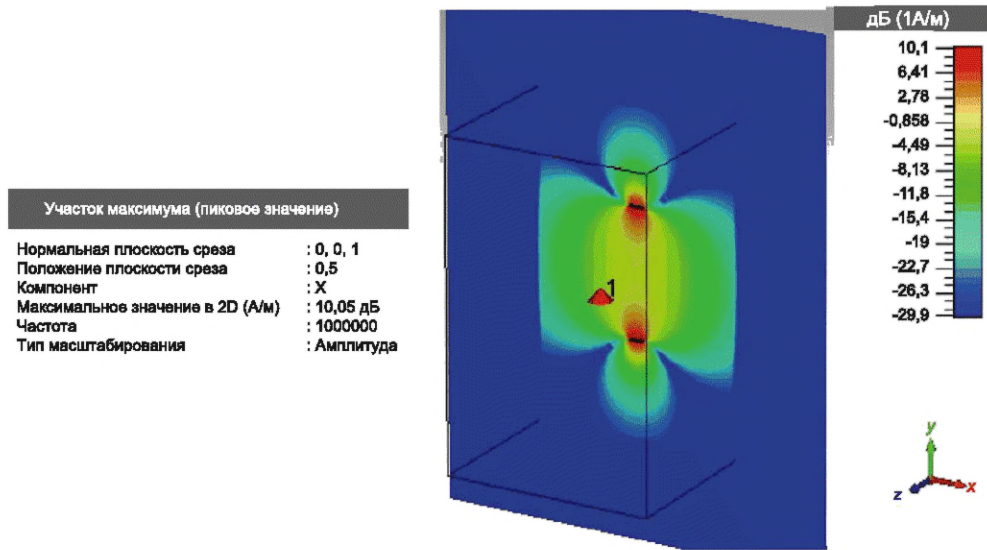 Участок максимума (пиковое значение)
Нормальная плоскость среза : 0, 0, 1
Положение плоскости среза : 0,5
Компонент : X
Максимальное значение в 2D (А/м) : 10,05 дБ
Частота : 1000000
Тип масштабирования : Амплитуда
1
дБ (1А/м)
10,1
6,41
2,78
-0,858
-4,49
-8,13
-11,8
-15,4
-19
-22,7
-26,3
-29,9
y
z x